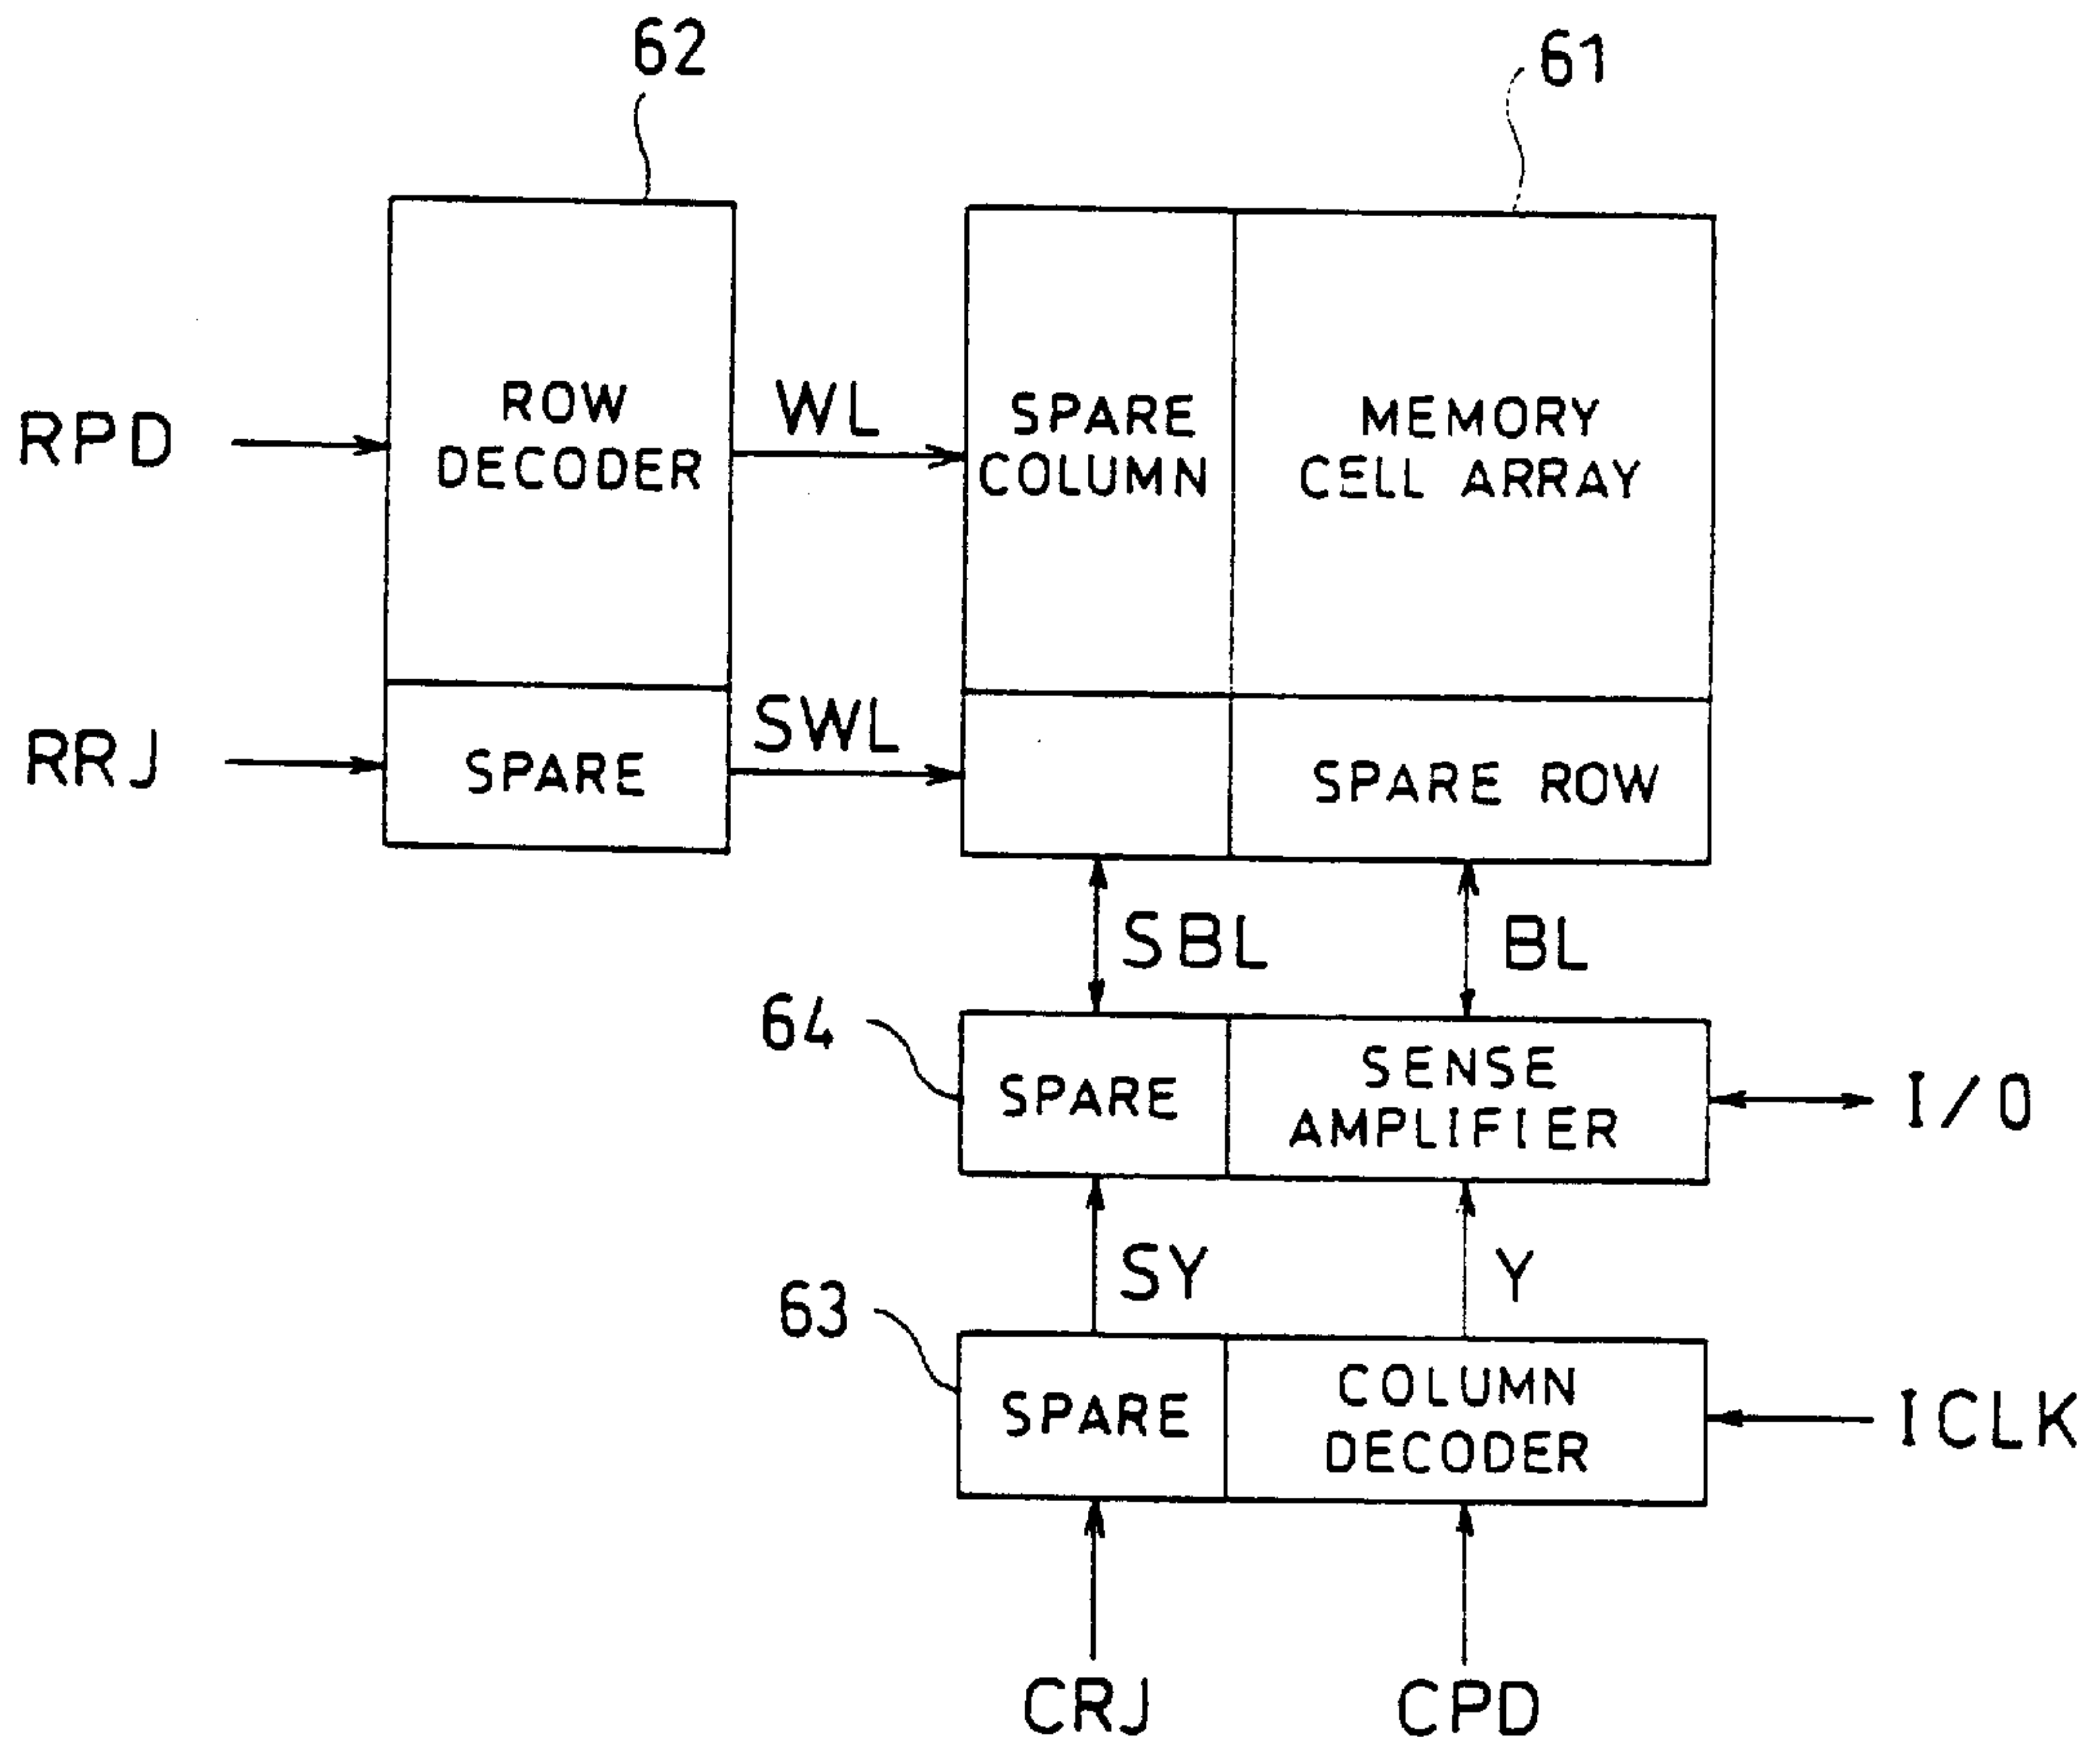 62
61
RPD
ROW
DECODER
WL
SPARE
COLUMN
MEMORY
CELL ARRAY
RRJ
SPARE
SWL
SPARE ROW
SBL
BL
64
SPARE
SENSE
AMPLIFIER
I/O
SY
Y
63
SPARE
COLUMN
DECODER
ICLK
CRJ
CPD